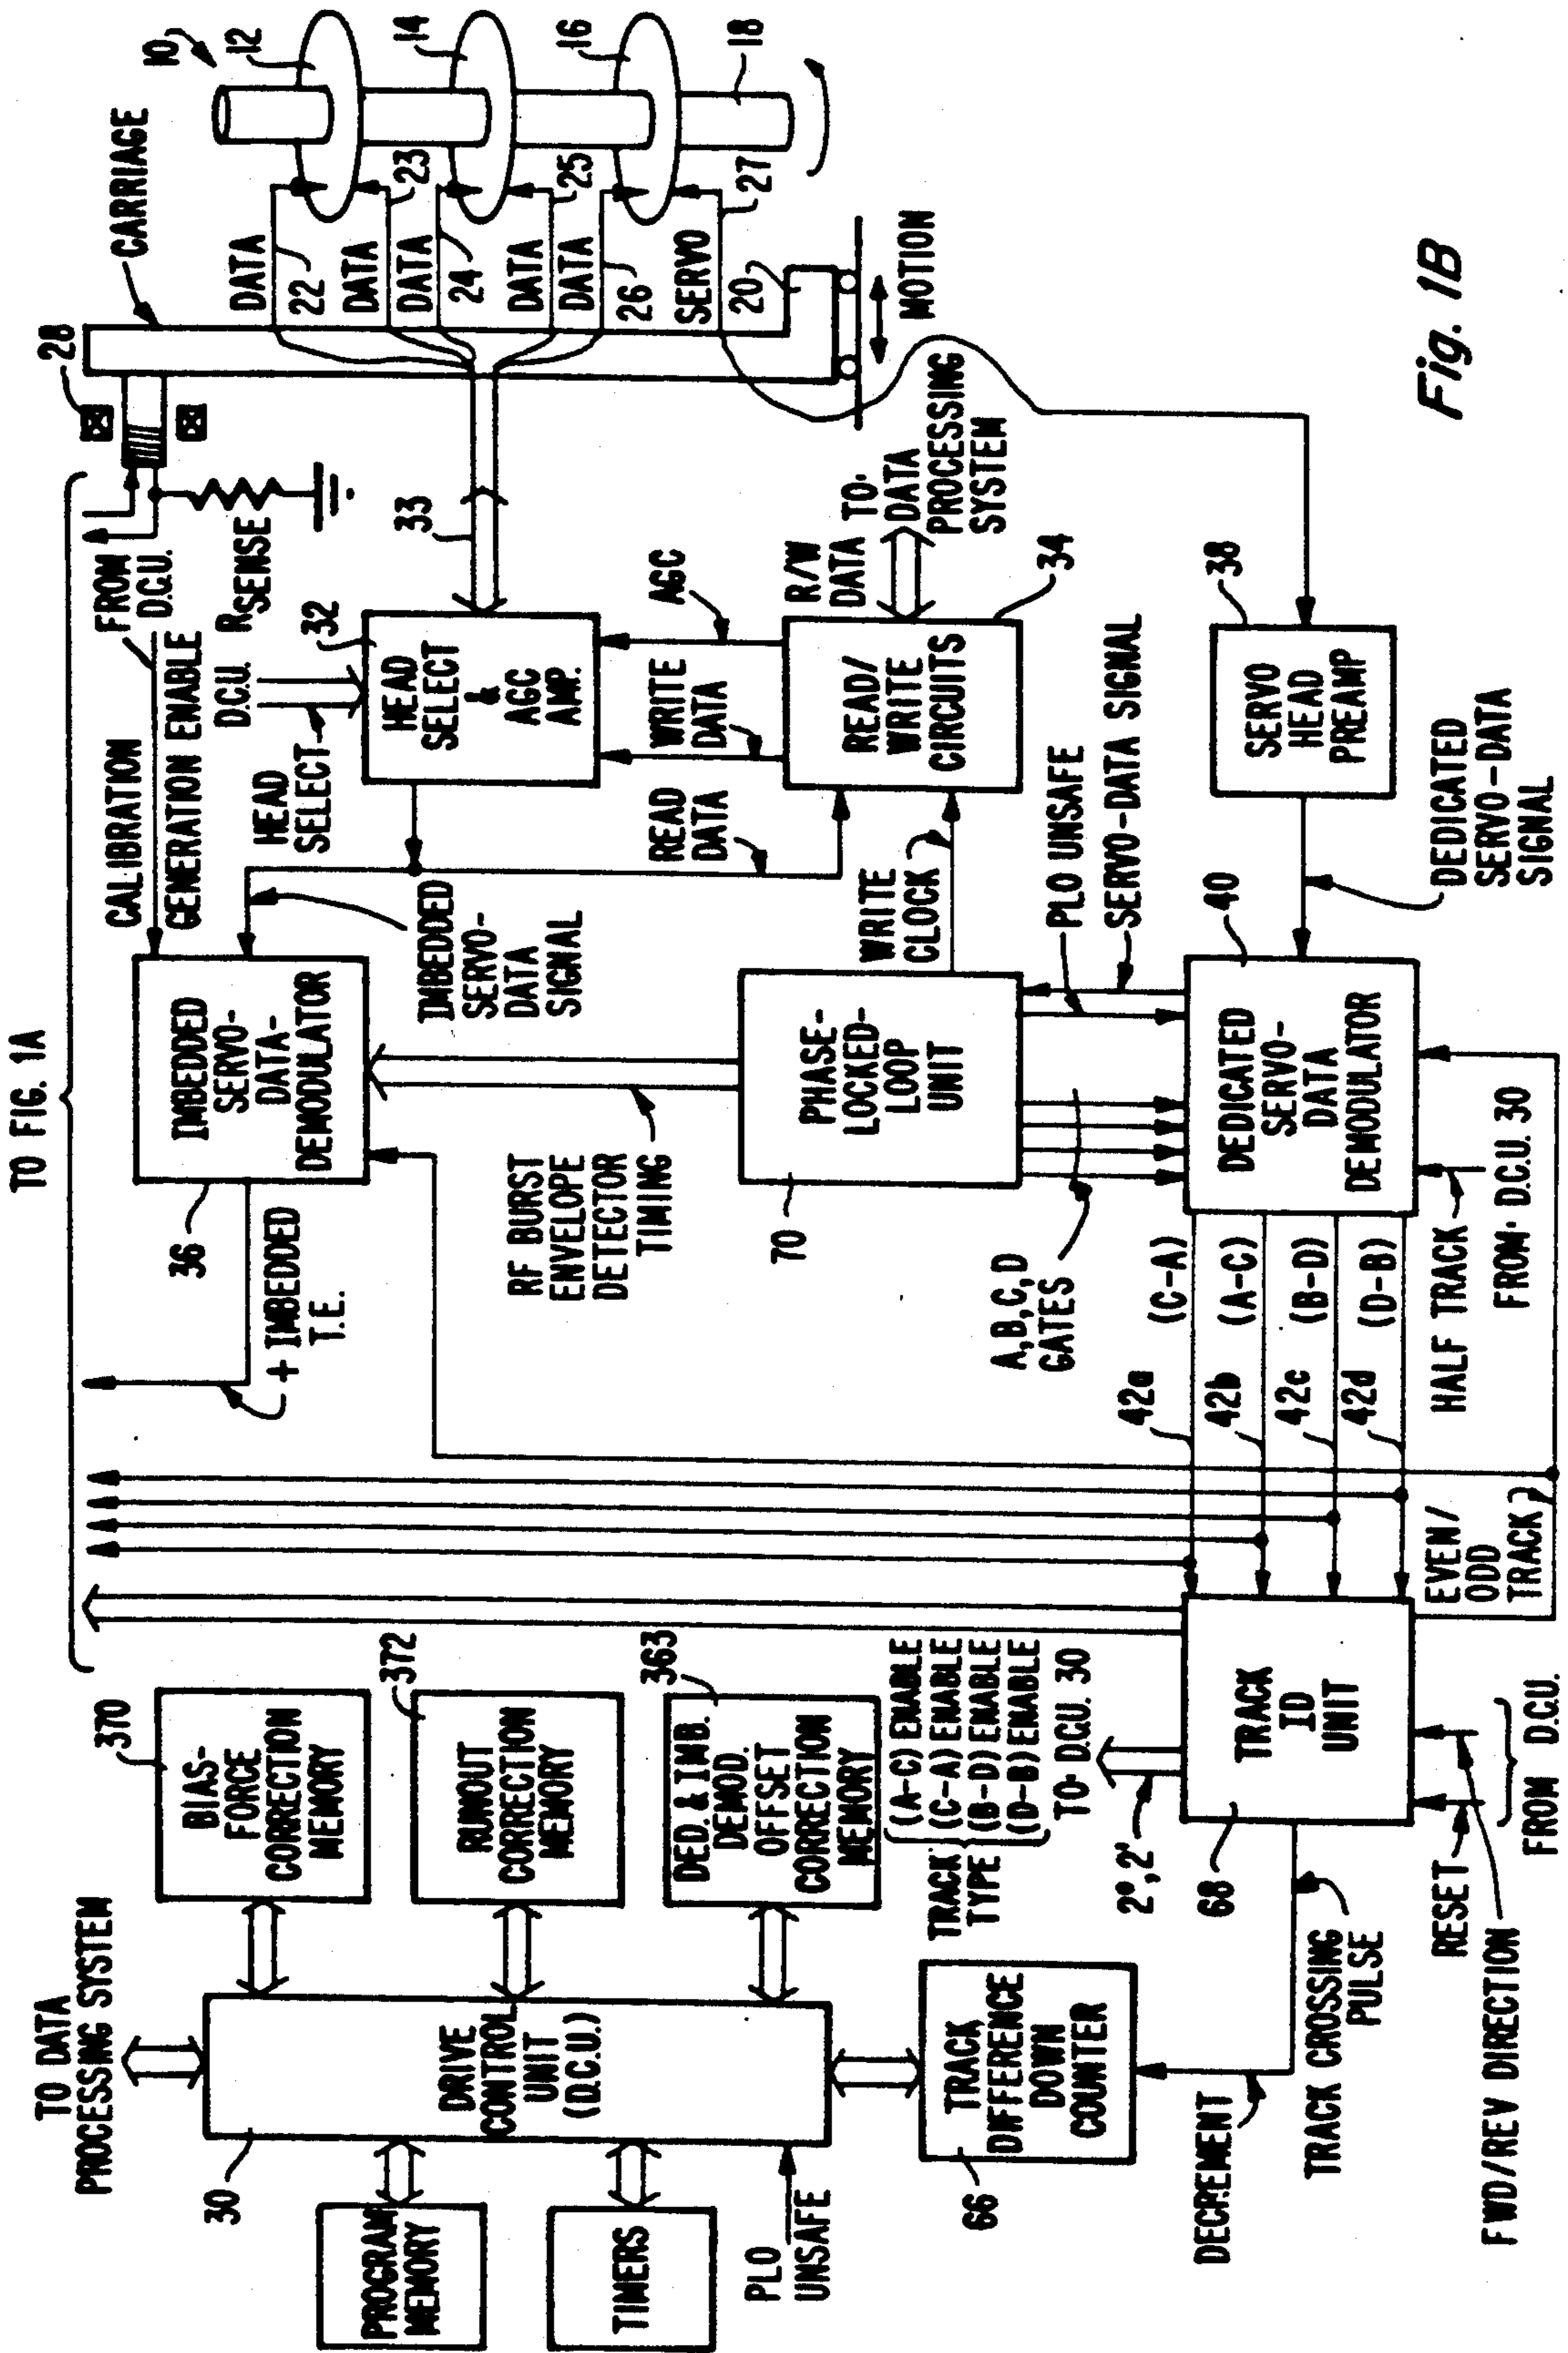 TO FIG. 1A
TO DATA
PROCESSING SYSTEM
30
DRIVE
CONTROL
UNIT
(D.C.U.)
PROGRAM
MEMORY
TIMERS
PLO
UNSAFE
370
BIAS-
FORCE
CORRECTION
MEMORY
372
RUNOUT
CORRECTION
MEMORY
363
DED. & IMB.
DEMOD.
OFFSET
CORRECTION
MEMORY
TRACK
TYPE
(A-C) ENABLE
(C-A) ENABLE
(B-D) ENABLE
(D-B) ENABLE
TO D.C.U. 30
66
TRACK
DIFFERENCE
DOWN
COUNTER
DECREMENT
TRACK CROSSING
PULSE
68
TRACK
ID
UNIT
RESET
FWD/REV DIRECTION
FROM D.C.U.
EVEN/
ODD
TRACK
42a
42b
42c
42d
(C-A)
(A-C)
(B-D)
(D-B)
HALF TRACK
FROM D.C.U. 30
+ IMBEDDED
T.E.
36
IMBEDDED
SERVO-
DATA-
DEMODULATOR
CALIBRATION
GENERATION ENABLE
FROM
D.C.U.
IMBEDDED
SERVO-
DATA
SIGNAL
RF BURST
ENVELOPE
DETECTOR
TIMING
70
PHASE-
LOCKED-
LOOP
UNIT
A,B,C,D
GATES
WRITE
CLOCK
PLO UNSAFE
SERVO-DATA SIGNAL
40
DEDICATED
SERVO-
DATA
DEMODULATOR
DEDICATED
SERVO-DATA
SIGNAL
38
SERVO
HEAD
PREAMP
D.C.U.
HEAD
SELECT
32
HEAD
SELECT
&
AGC
AMP.
READ
DATA
WRITE
DATA
AGC
READ/
WRITE
CIRCUITS
34
R/W
DATA
TO
DATA
PROCESSING
SYSTEM
RSENSE
33
28
CARRIAGE
10
12
14
16
18
DATA
22
DATA
23
DATA
24
DATA
25
DATA
26
SERVO
27
20
MOTION
Fig. 1B